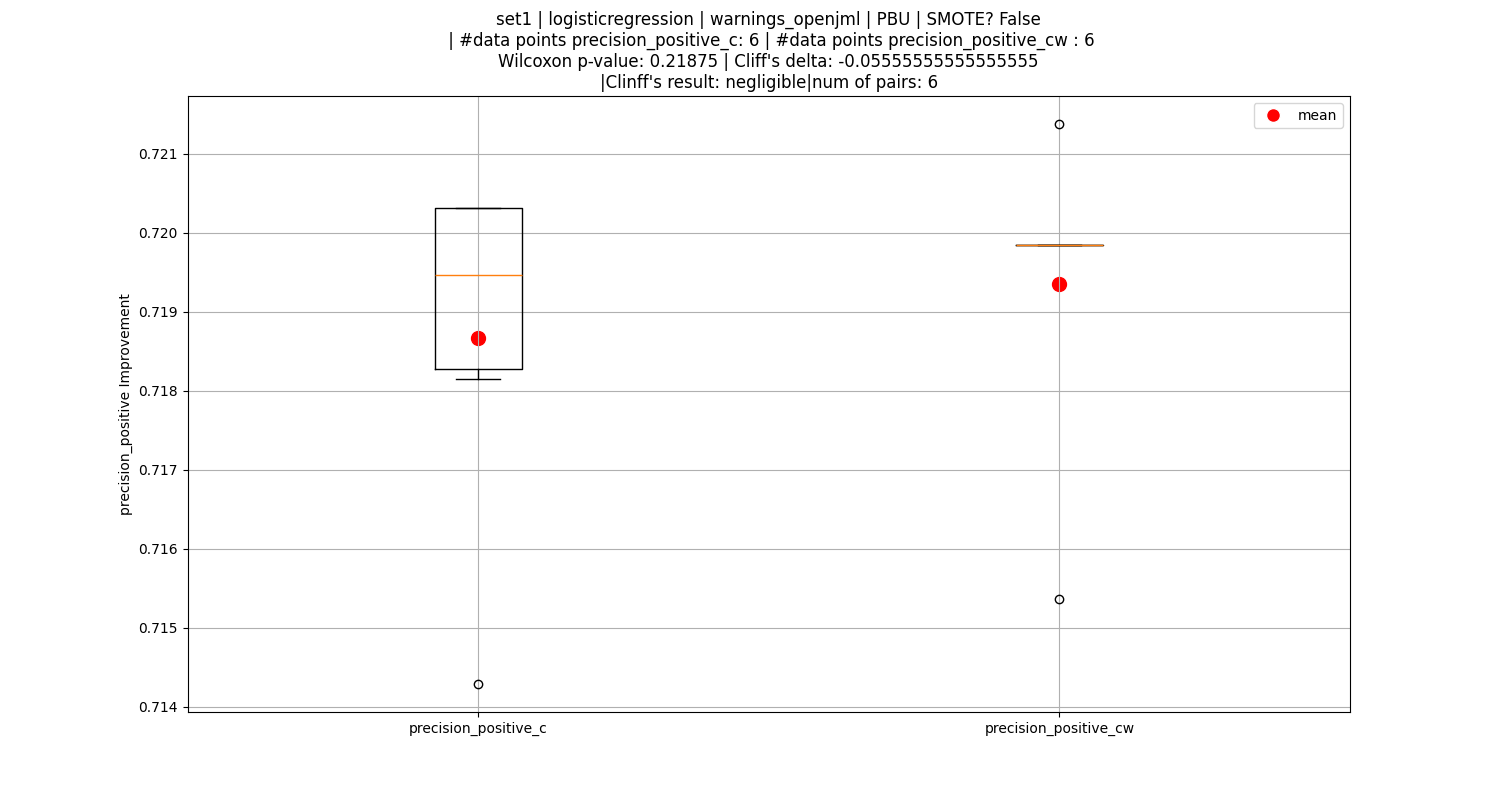 set1 | logisticregression | warnings_openjml | PBU | SMOTE? False
| #data points precision_positive_c: 6 | #data points precision_positive_cw : 6
Wilcoxon p-value: 0.21875 | Cliff's delta: -0.05555555555555555
|Clinff's result: negligible|num of pairs: 6
mean
0.721
0.720
0.719
0.718
0.717
0.716
0.715
0.714
precision_positive Improvement
precision_positive_c
precision_positive_cw